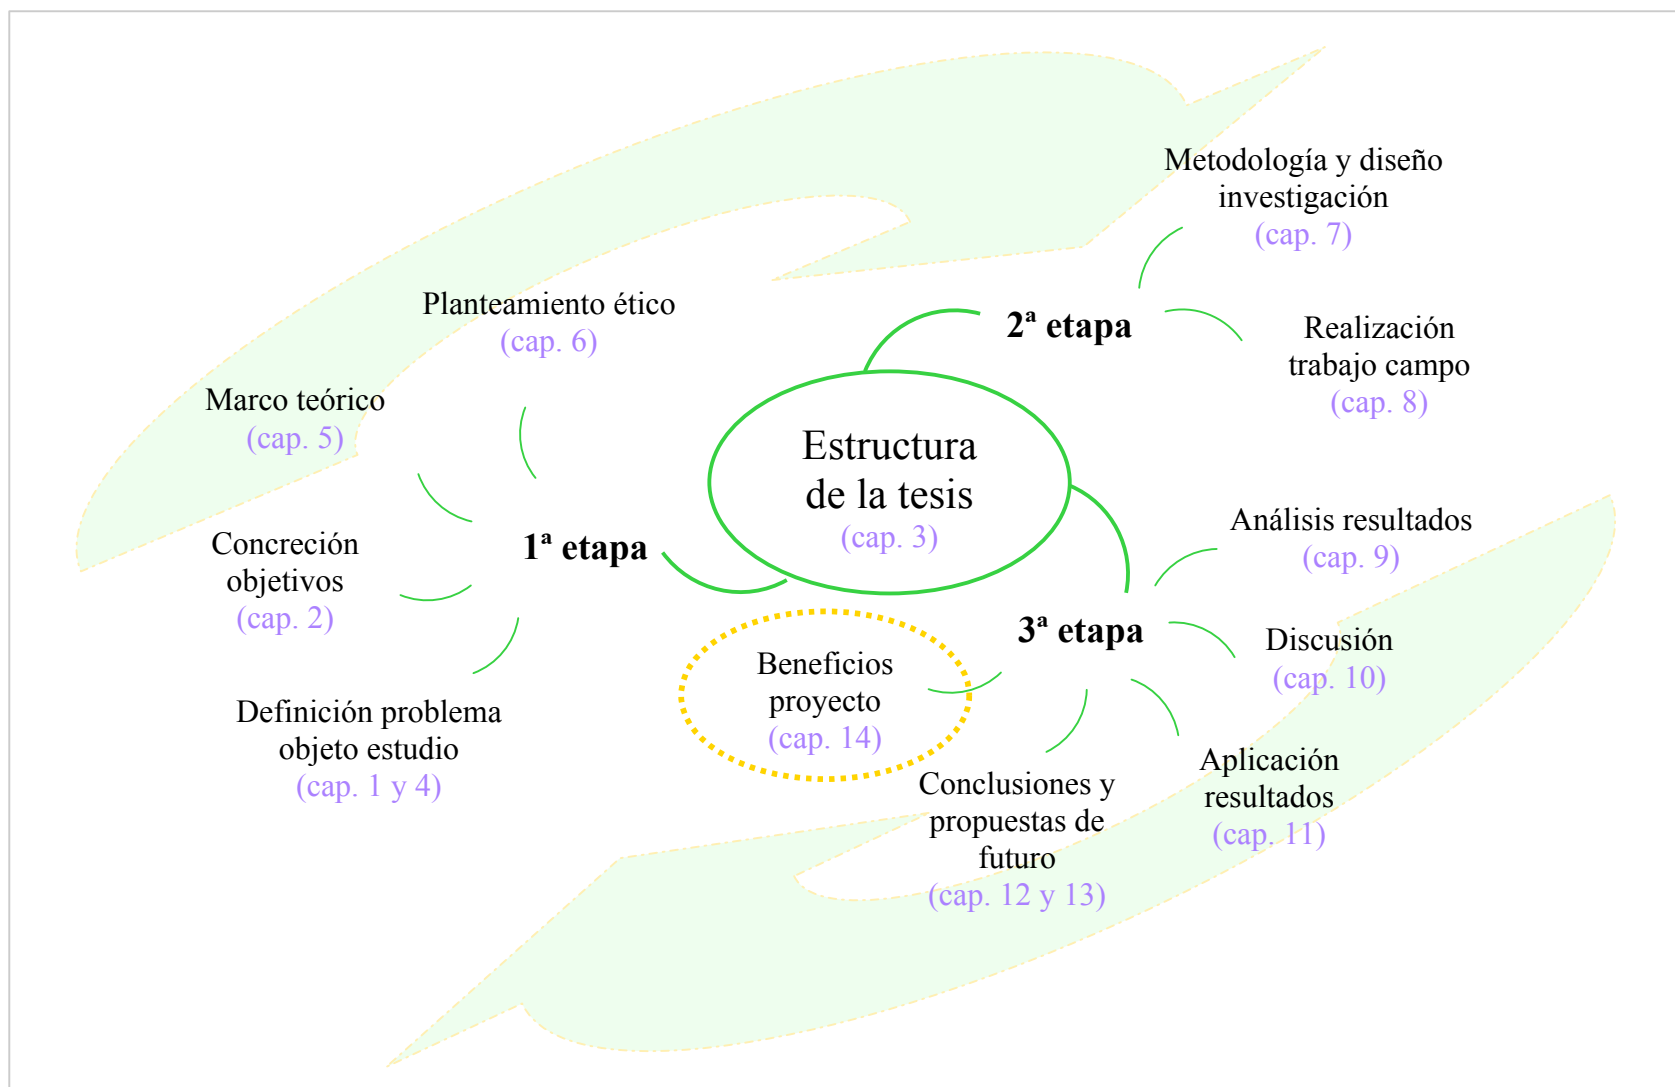 Estructura
de la tesis
(cap. 3)
1ª etapa
Definición problema
objeto estudio
(cap. 1 y 4)
Concreción
objetivos
(cap. 2)
Marco teórico
(cap. 5)
Planteamiento ético
(cap. 6)
2ª etapa
Metodología y diseño
investigación
(cap. 7)
Realización
trabajo campo
(cap. 8)
3ª etapa
Análisis resultados
(cap. 9)
Discusión
(cap. 10)
Aplicación
resultados
(cap. 11)
Conclusiones y
propuestas de
futuro
(cap. 12 y 13)
Beneficios
proyecto
(cap. 14)